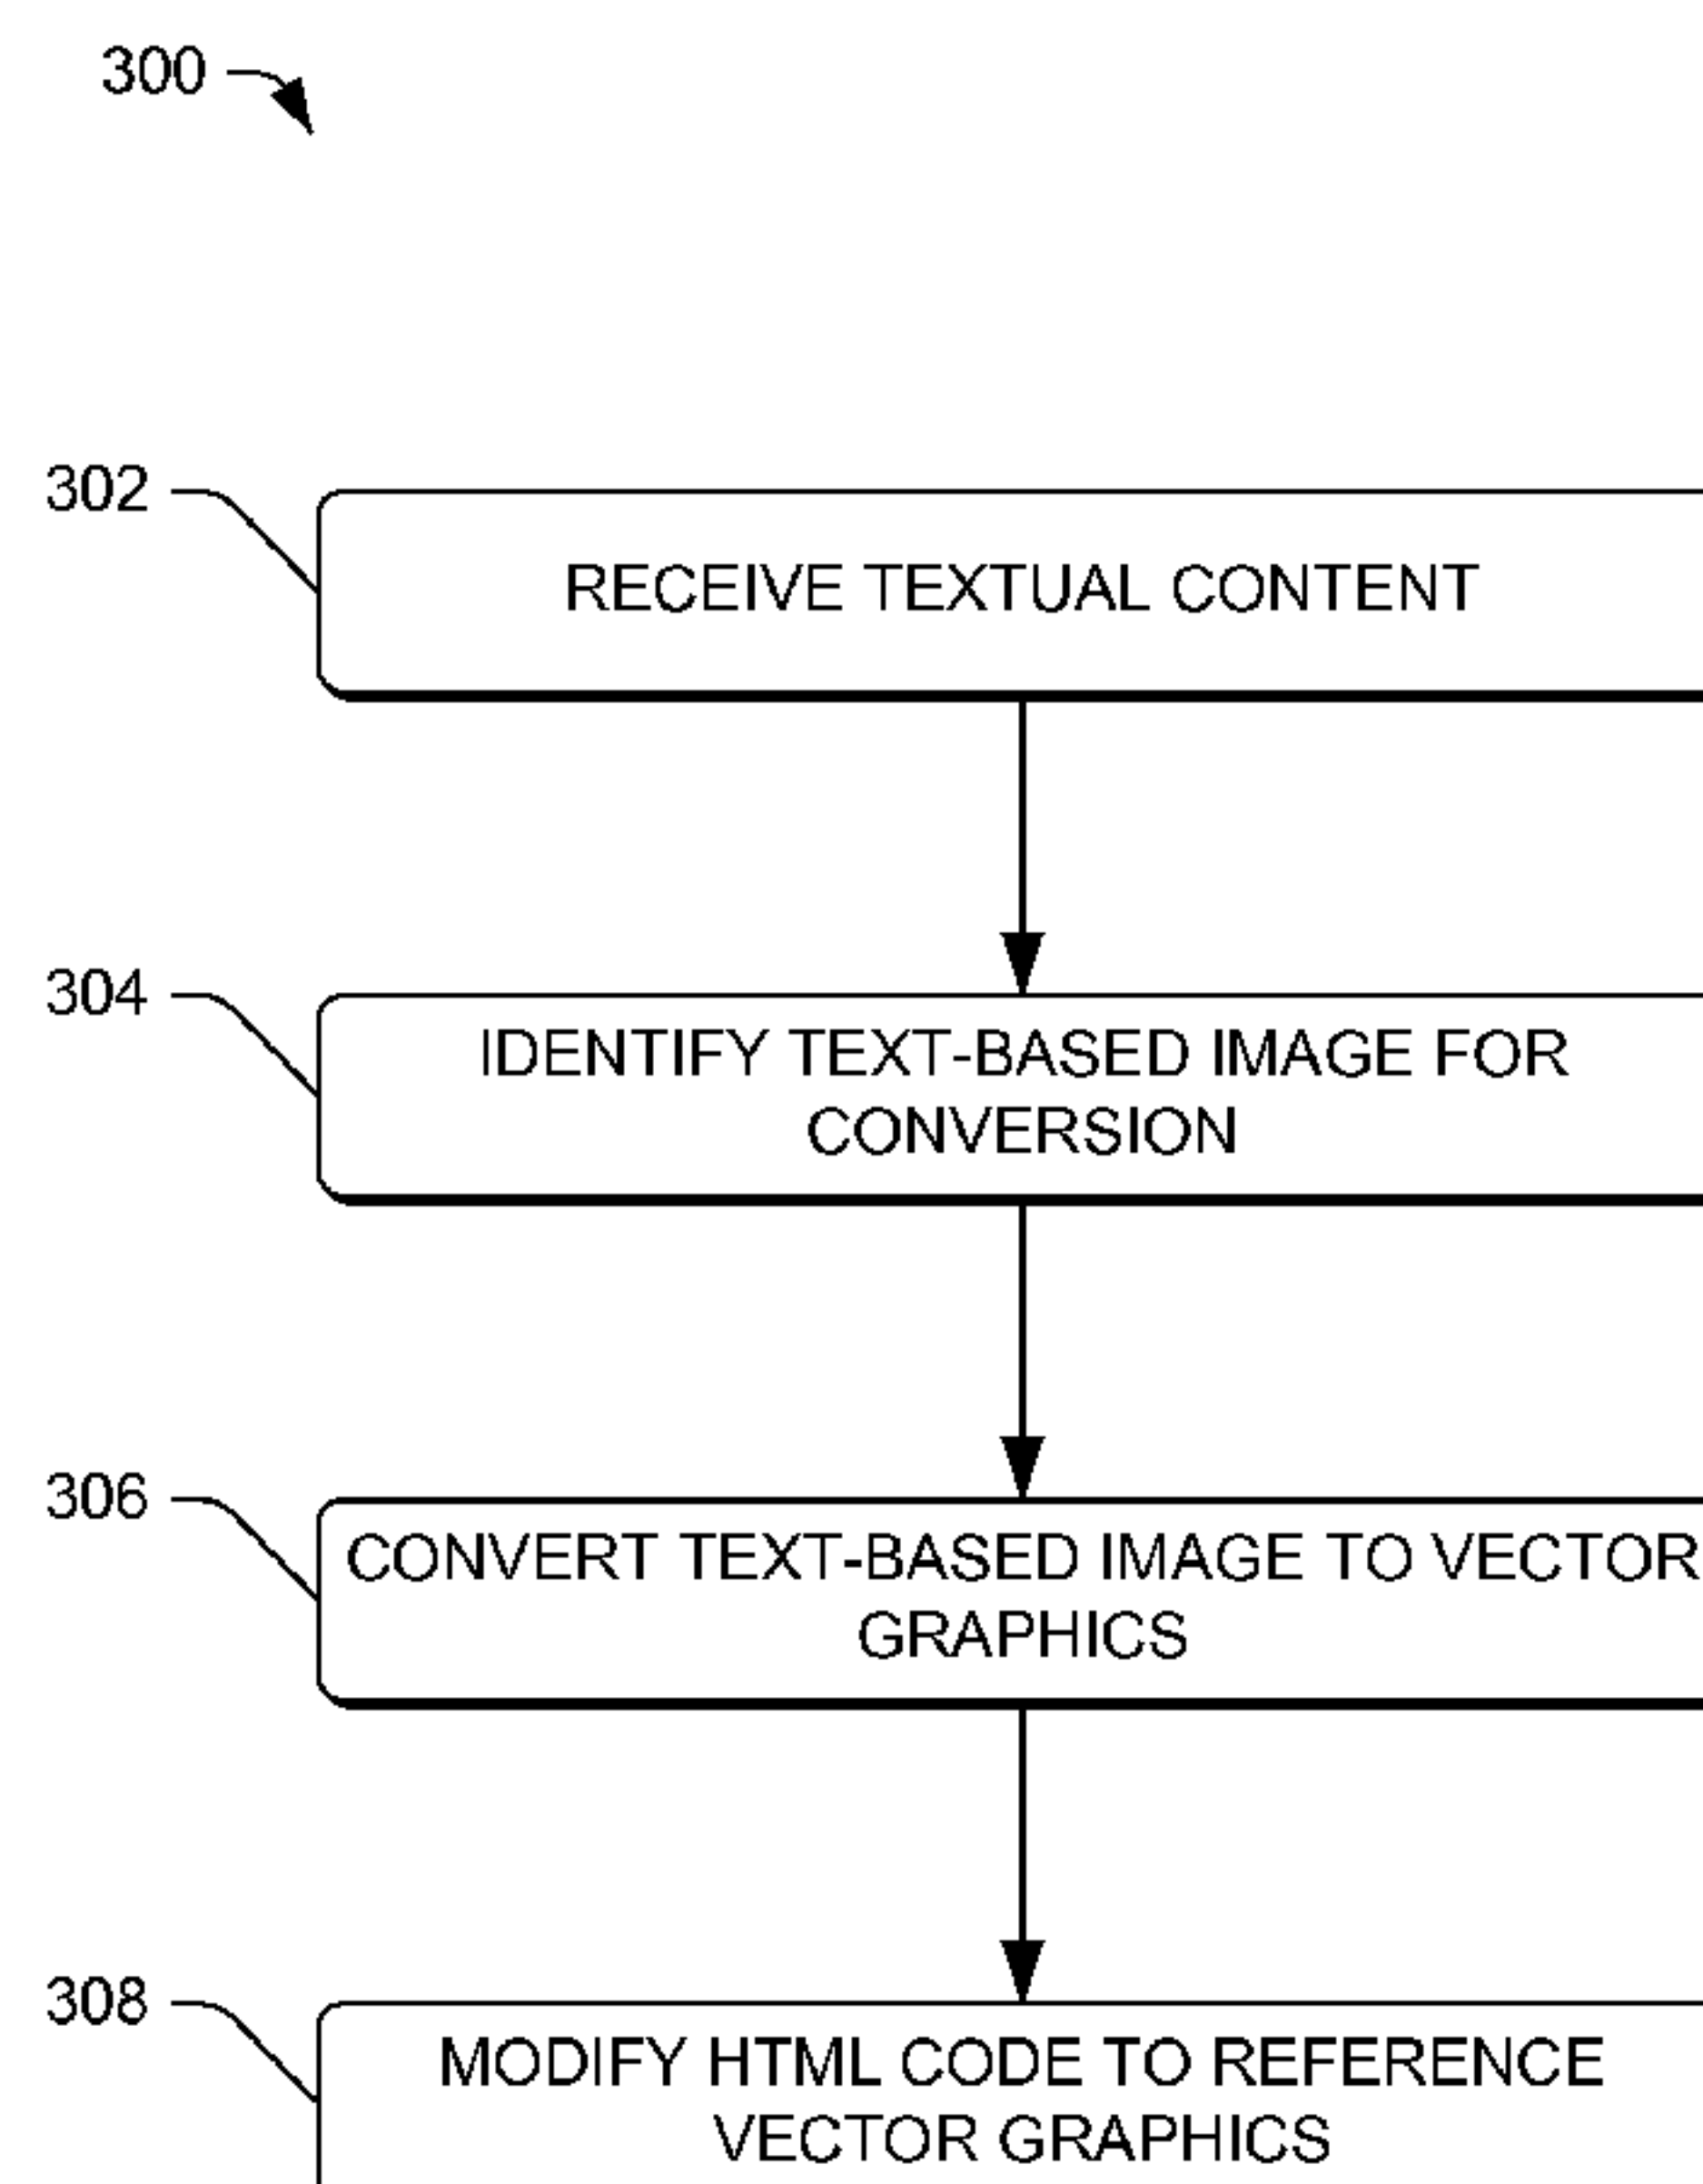 300
302
RECEIVE TEXTUAL CONTENT
304
IDENTIFY TEXT-BASED IMAGE FOR
CONVERSION
306
CONVERT TEXT-BASED IMAGE TO VECTOR
GRAPHICS
308
MODIFY HTML CODE TO REFERENCE
VECTOR GRAPHICS